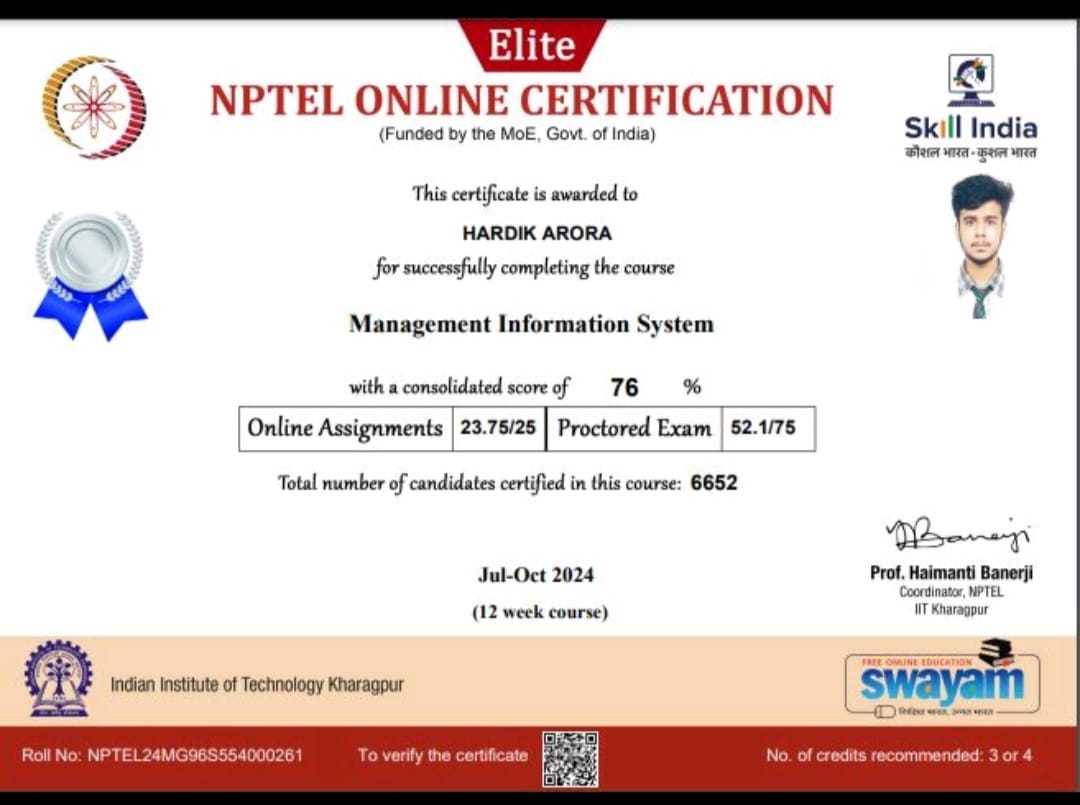 Elite
NPTEL ONLINE CERTIFICATION
(Funded by the MoE, Govt. of India)
Skill India
कौशल भारत - कुशल भारत
This certificate is awarded to
HARDIK ARORA
for successfully completing the course
Management Information System
with a consolidated score of 76 %
Online Assignments 23.75/25 Proctored Exam 52.1/75
Total number of candidates certified in this course: 6652
Jul-Oct 2024
(12 week course)
Prof. Haimanti Banerji
Coordinator, NPTEL
IIT Kharagpur
Indian Institute of Technology Kharagpur
FREE ONLINE EDUCATION
swayam
शिक्षित भारत, उन्नत भारत
Roll No: NPTEL24MG96S554000261
To verify the certificate
No. of credits recommended: 3 or 4